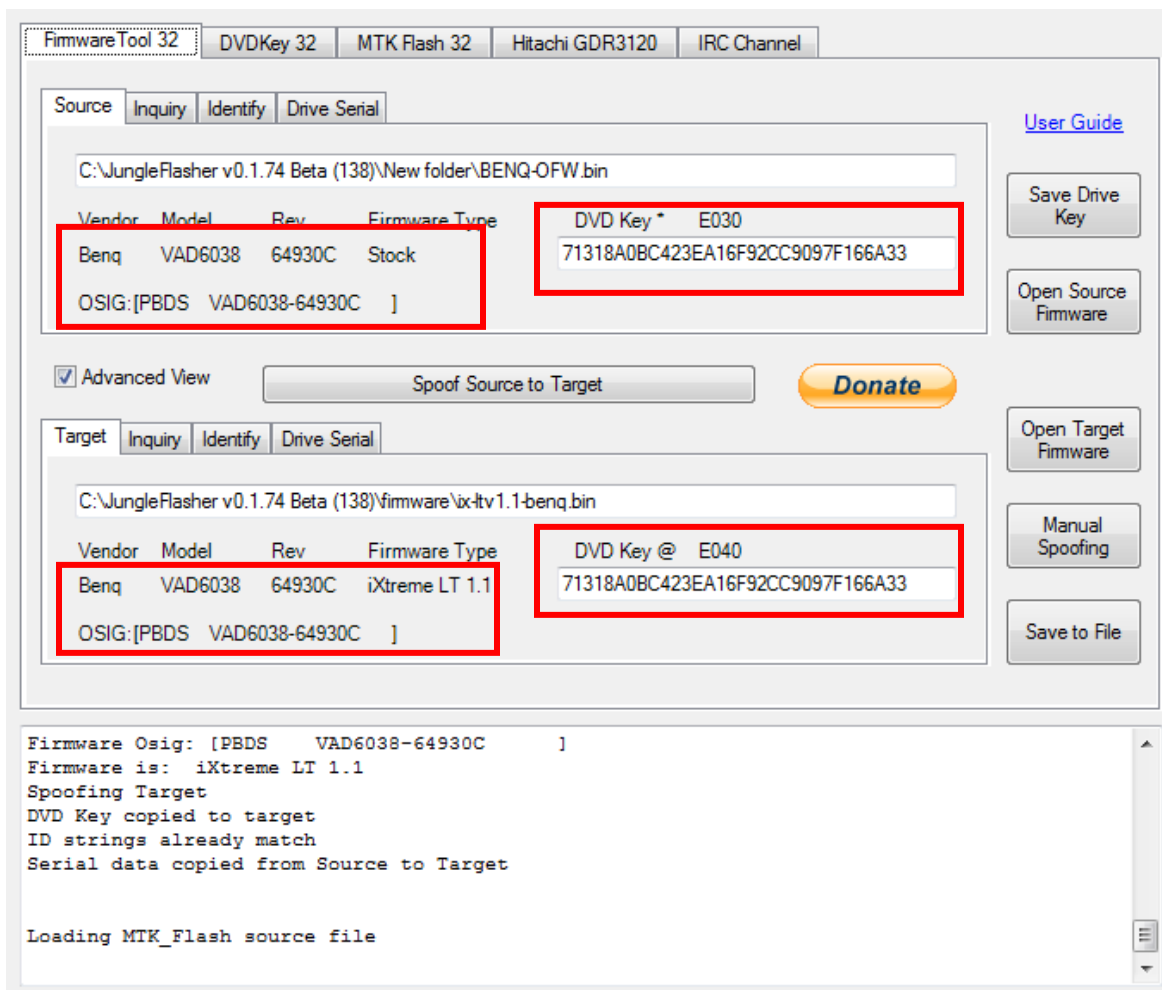 FirmwareTool 32 DVDKey 32 MTK Flash 32 Hitachi GDR3120 IRC Channel
Source Inquiry Identify Drive Serial
User Guide
C:\JungleFlasher v0.1.74 Beta (138)\New folder\BENQ-OFW.bin
Save Drive
Key
Vendor Model Rev Firmware Type DVD Key * E030
Benq VAD6038 64930C Stock 71318A0BC423EA16F92CC9097F166A33
OSIG:[PBDS VAD6038-64930C ]
Open Source
Firmware
Advanced View Spoof Source to Target Donate
Target Inquiry Identify Drive Serial
Open Target
Firmware
C:\JungleFlasher v0.1.74 Beta (138)\firmware\ix-ltv1.1-benq.bin
Manual
Spoofing
Vendor Model Rev Firmware Type DVD Key @ E040
Benq VAD6038 64930C iXtreme LT 1.1 71318A0BC423EA16F92CC9097F166A33
OSIG:[PBDS VAD6038-64930C ]
Save to File
Firmware Osig: [PBDS VAD6038-64930C ]
Firmware is: iXtreme LT 1.1
Spoofing Target
DVD Key copied to target
ID strings already match
Serial data copied from Source to Target
Loading MTK_Flash source file